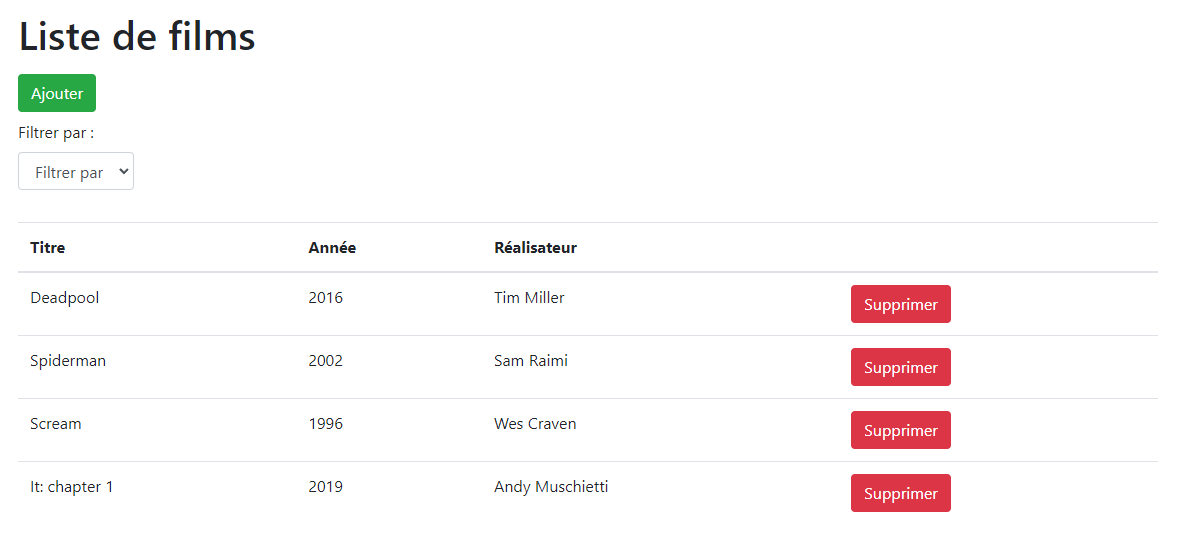 Liste de films
Ajouter
Filtrer par :
Filtrer par
Titre Année Réalisateur
Deadpool 2016 Tim Miller Supprimer
Spiderman 2002 Sam Raimi Supprimer
Scream 1996 Wes Craven Supprimer
It: chapter 1 2019 Andy Muschietti Supprimer